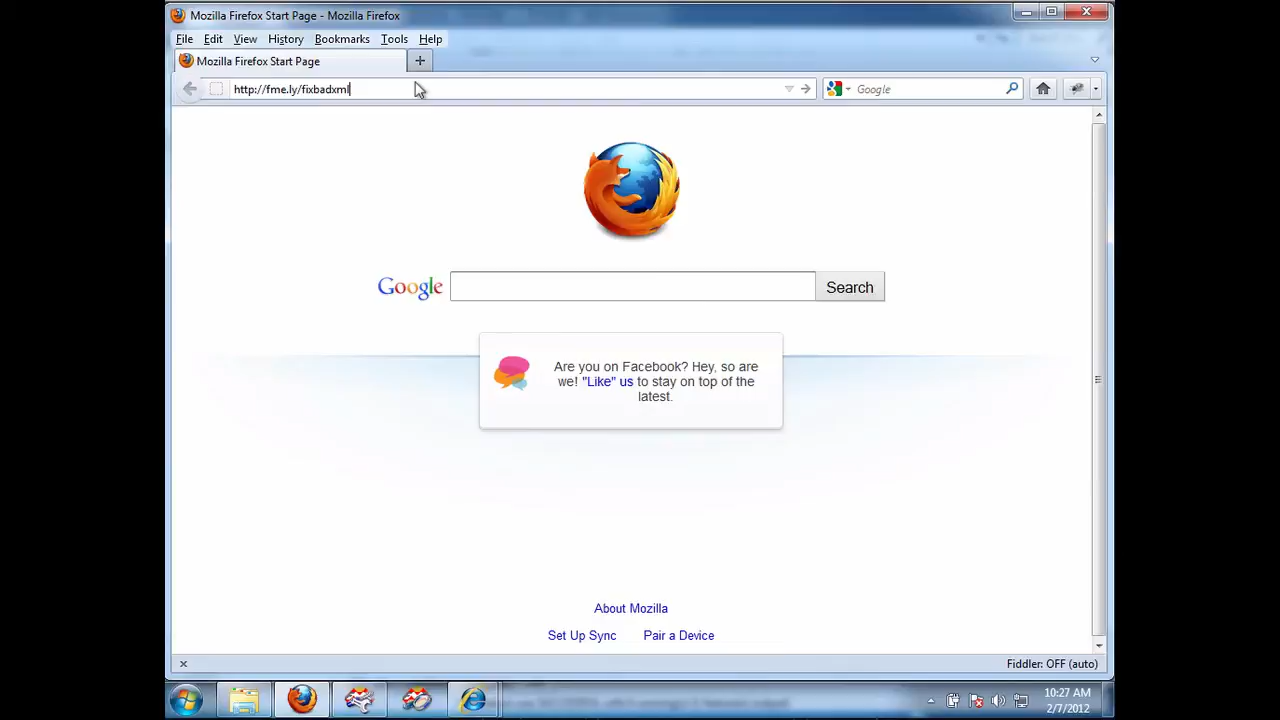 Mozilla Firefox Start Page - Mozilla Firefox
File Edit View History Bookmarks Tools Help
Mozilla Firefox Start Page
http://fme.ly/fixbadxml
Google
Google
Search
Are you on Facebook? Hey, so are
we! "Like" us to stay on top of the
latest.
About Mozilla
Set Up Sync Pair a Device
Fiddler: OFF (auto)
10:27 AM
2/7/2012